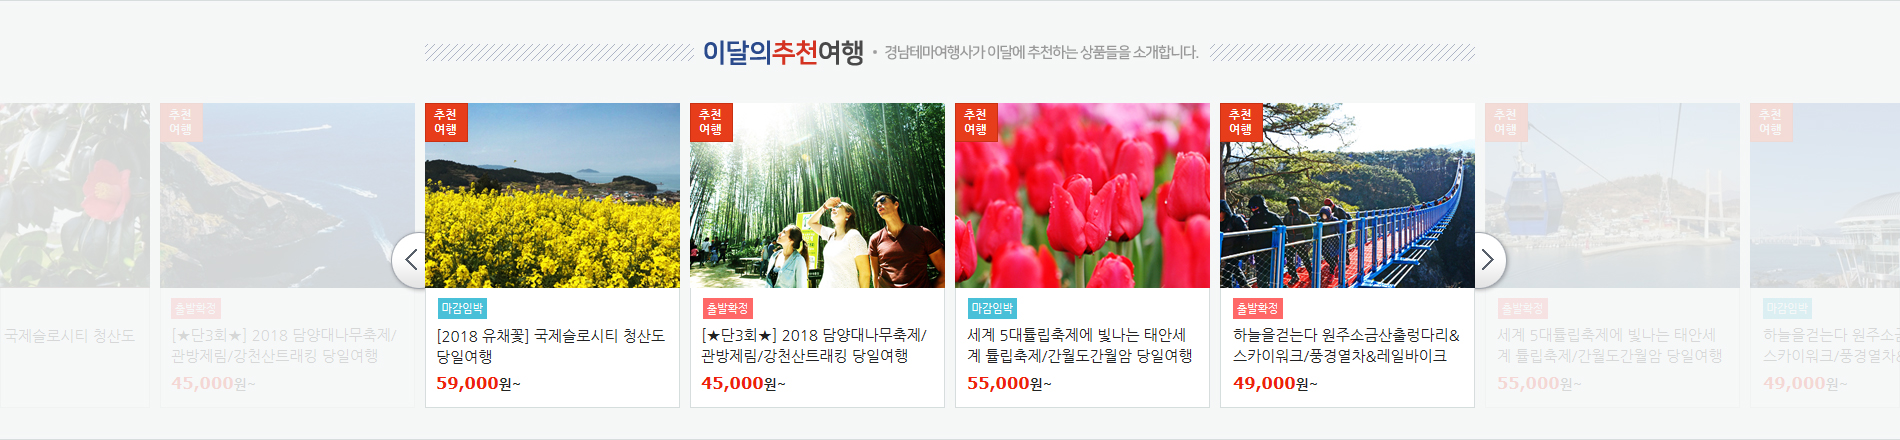 이달의추천여행 • 경남테마여행사가 이달에 추천하는 상품들을 소개합니다.
국제슬로시티 청산도
추천
여행
출발확정
[★단3회★] 2018 담양대나무축제/
관방제림/강천산트래킹 당일여행
45,000원~
추천
여행
마감임박
[2018 유채꽃] 국제슬로시티 청산도
당일여행
59,000원~
추천
여행
출발확정
[★단3회★] 2018 담양대나무축제/
관방제림/강천산트래킹 당일여행
45,000원~
추천
여행
마감임박
세계 5대튤립축제에 빛나는 태안세
계 튤립축제/간월도간월암 당일여행
55,000원~
추천
여행
출발확정
하늘을걷는다 원주소금산출렁다리&
스카이워크/풍경열차&레일바이크
49,000원~
추천
여행
출발확정
세계 5대튤립축제에 빛나는 태안세
계 튤립축제/간월도간월암 당일여행
55,000원~
추천
여행
마감임박
하늘을걷는다 원주소금
스카이워크/풍경열차&
49,000원~